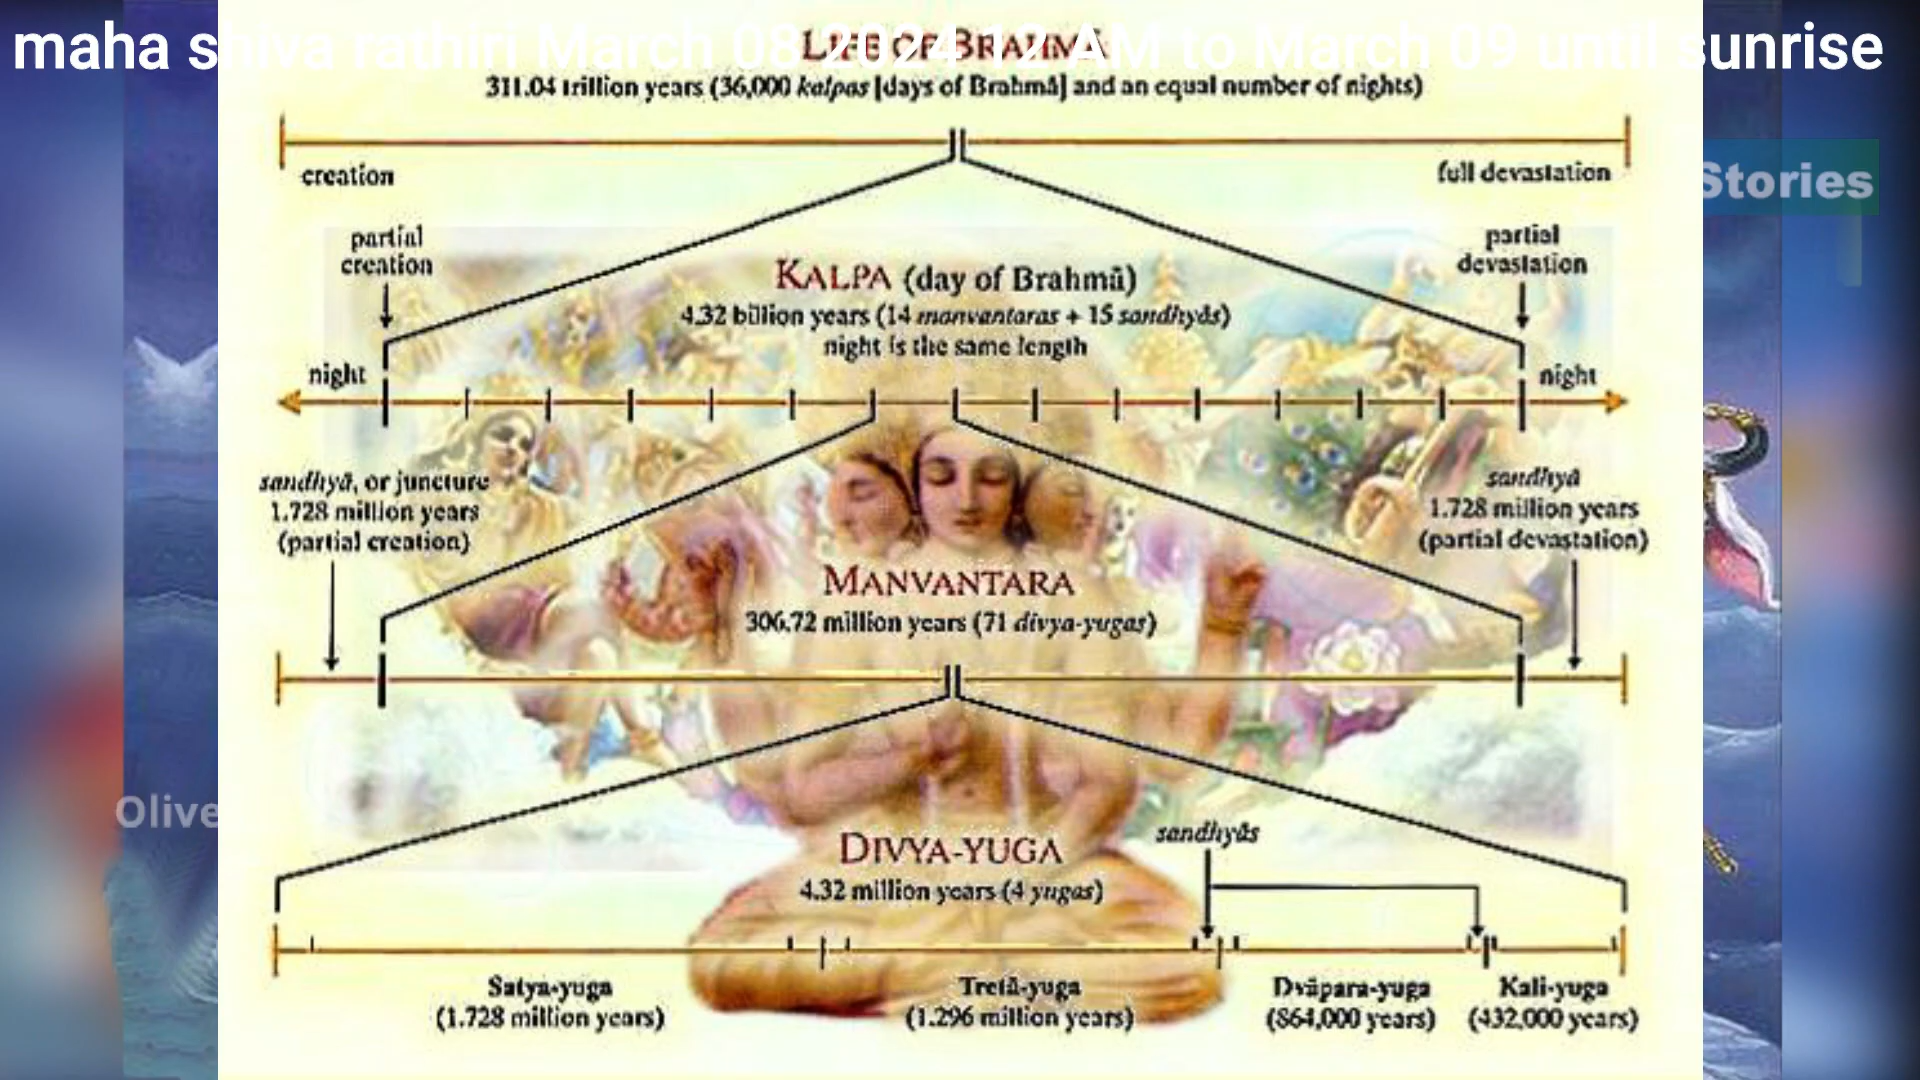 maha shiva rathiri March 08 2024 12 AM to March 09 until sunrise
LIFE OF BRAHMĀ
311.04 trillion years (36,000 kalpas [days of Brahmā] and an equal number of nights)
creation
full devastation
Stories
partial
creation
partial
devastation
KALPA (day of Brahmā)
4.32 billion years (14 manvantaras + 15 sandhyās)
night is the same length
night
night
sandhyā, or juncture
1.728 million years
(partial creation)
sandhyā
1.728 million years
(partial devastation)
MANVANTARA
306.72 million years (71 divya-yugas)
Olive
DIVYA-YUGA
4.32 million years (4 yugas)
sandhyās
Satya-yuga
(1.728 million years)
Tretā-yuga
(1.296 million years)
Dvāpara-yuga
(864,000 years)
Kali-yuga
(432,000 years)